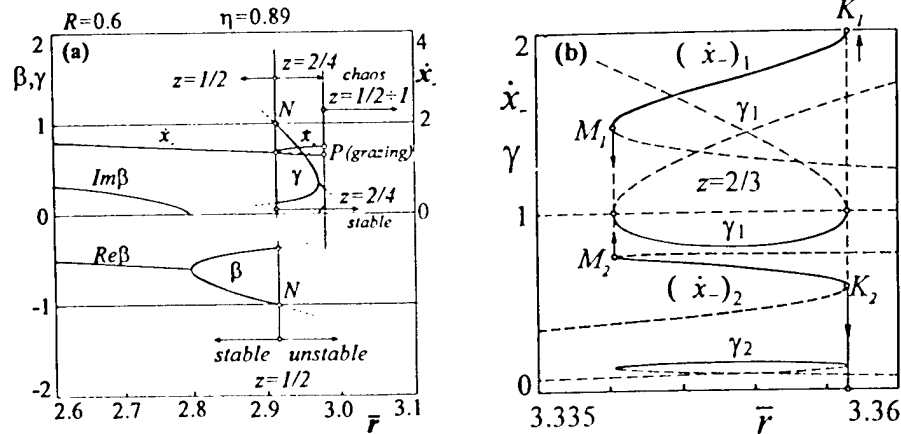 R=0.6 η=0.89
2 (a) 4
β,γ ẋ₋
z=2/4
z=1/2
chaos
z=1/2÷1
N
1 2
ẋ₋ ẋ₋ P (grazing)
Imβ γ
z=2/4
0 0
stable
Reβ β
N
-1
stable unstable
z=1/2
-2
2.6 2.7 2.8 2.9 3.0 3.1
r̄
K₁
2 (b) (ẋ₋)₁
ẋ₋
γ
γ₁
M₁
z=2/3
1
γ₁
M₂
(ẋ₋)₂ K₂
γ₂
0
3.335 r̄ 3.36